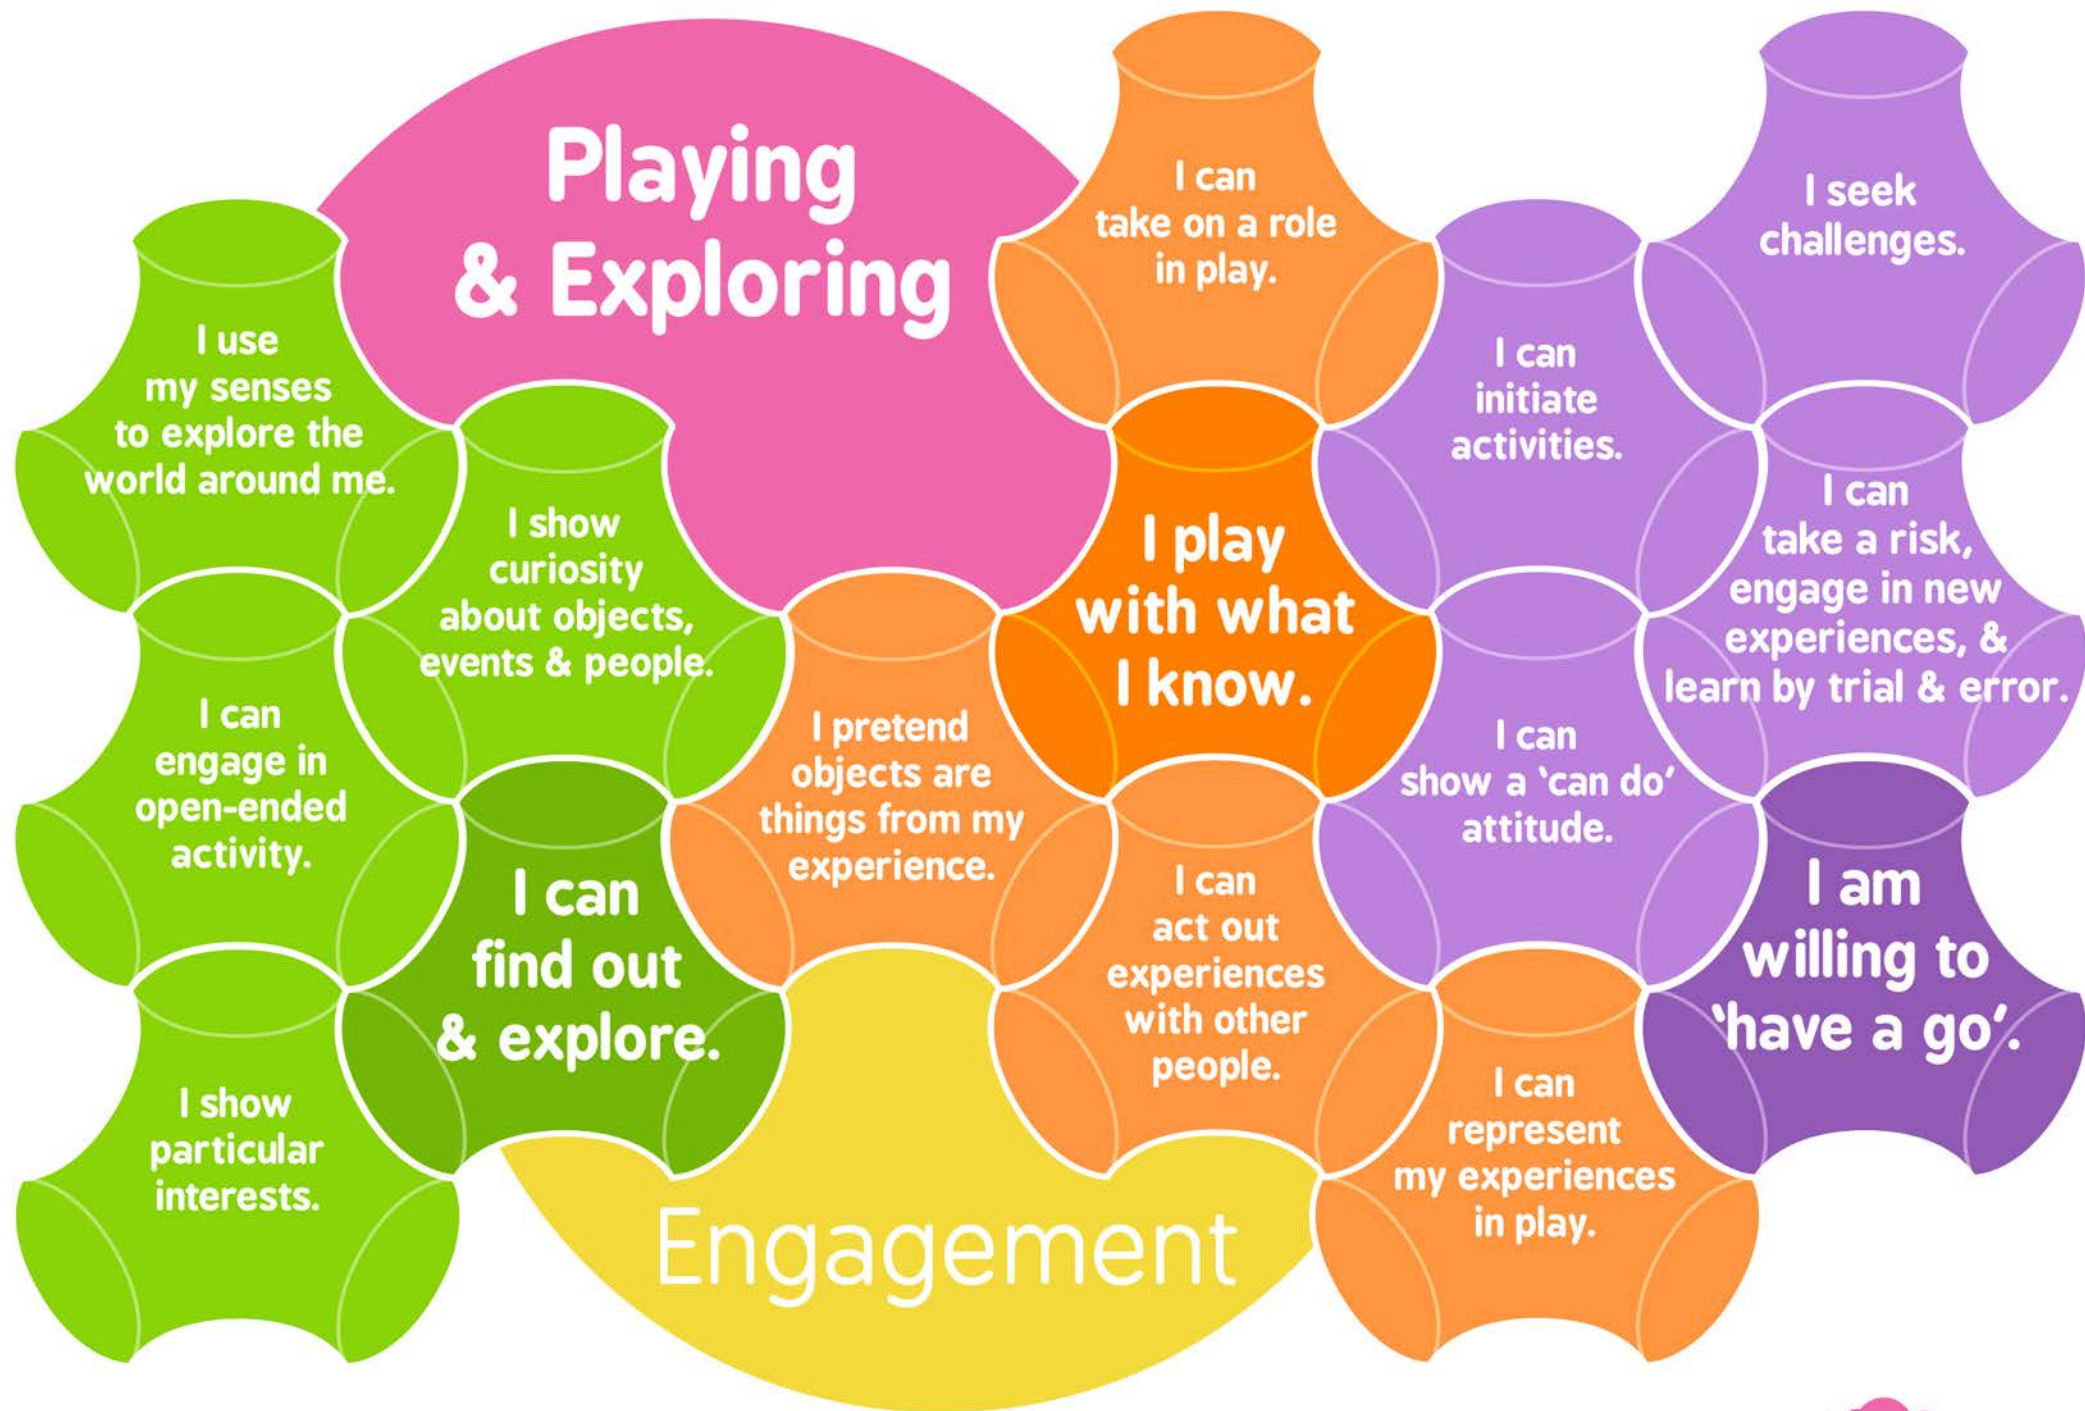 Playing
& Exploring
I use
my senses
to explore the
world around me.
I show
curiosity
about objects,
events & people.
I can
engage in
open-ended
activity.
I can
find out
& explore.
I show
particular
interests.
I can
take on a role
in play.
I play
with what
I know.
I pretend
objects are
things from my
experience.
I can
act out
experiences
with other
people.
I can
represent
my experiences
in play.
I seek
challenges.
I can
initiate
activities.
I can
take a risk,
engage in new
experiences, &
learn by trial & error.
I can
show a ‘can do’
attitude.
I am
willing to
‘have a go’.
Engagement